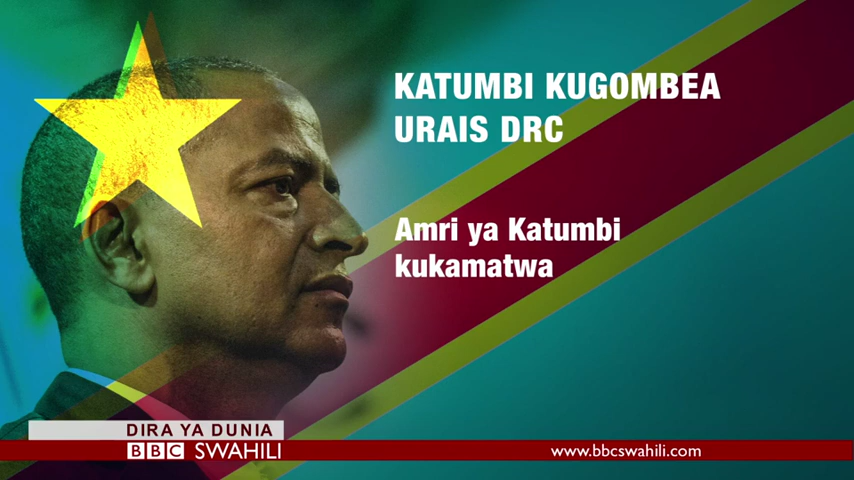 KATUMBI KUGOMBEA
URAIS DRC
Amri ya Katumbi
kukamatwa
DIRA YA DUNIA
BBC SWAHILI
www.bbcswahili.com